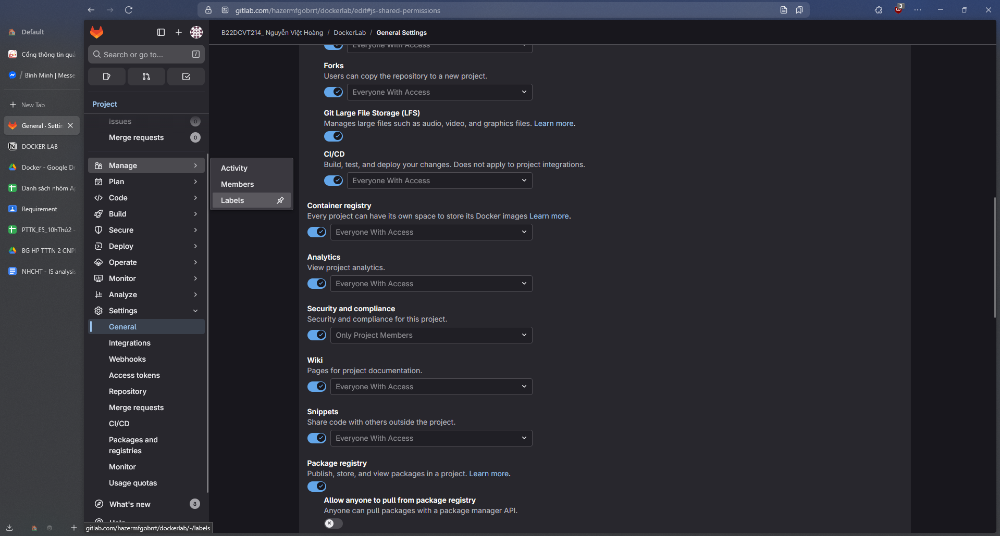 gitlab.com/hazermfgobrrt/dockerlab/edit#js-shared-permissions
3
Default
Cổng thông tin quả
/ Bình Minh | Messe
New Tab
General · Settin
DOCKER LAB
Docker - Google Dr
Danh sách nhóm Ap
Requirement
PTTK_E5_10hThứ2 -
BG HP TTTN 2 CNP
NHCHT - IS analysis
Search or go to...
/
Project
Issues
0
Merge requests
0
Manage
Plan
Code
Build
Secure
Deploy
Operate
Monitor
Analyze
Settings
General
Integrations
Webhooks
Access tokens
Repository
Merge requests
CI/CD
Packages and
registries
Monitor
Usage quotas
What's new
8
Help
gitlab.com/hazermfgobrrt/dockerlab/-/labels
Activity
Members
Labels
B22DCVT214_ Nguyễn Việt Hoàng / DockerLab / General Settings
Everyone With Access
Forks
Users can copy the repository to a new project.
Everyone With Access
Git Large File Storage (LFS)
Manages large files such as audio, video, and graphics files. Learn more.
CI/CD
Build, test, and deploy your changes. Does not apply to project integrations.
Everyone With Access
Container registry
Every project can have its own space to store its Docker images Learn more.
Everyone With Access
Analytics
View project analytics.
Everyone With Access
Security and compliance
Security and compliance for this project.
Only Project Members
Wiki
Pages for project documentation.
Everyone With Access
Snippets
Share code with others outside the project.
Everyone With Access
Package registry
Publish, store, and view packages in a project. Learn more.
Allow anyone to pull from package registry
Anyone can pull packages with a package manager API.